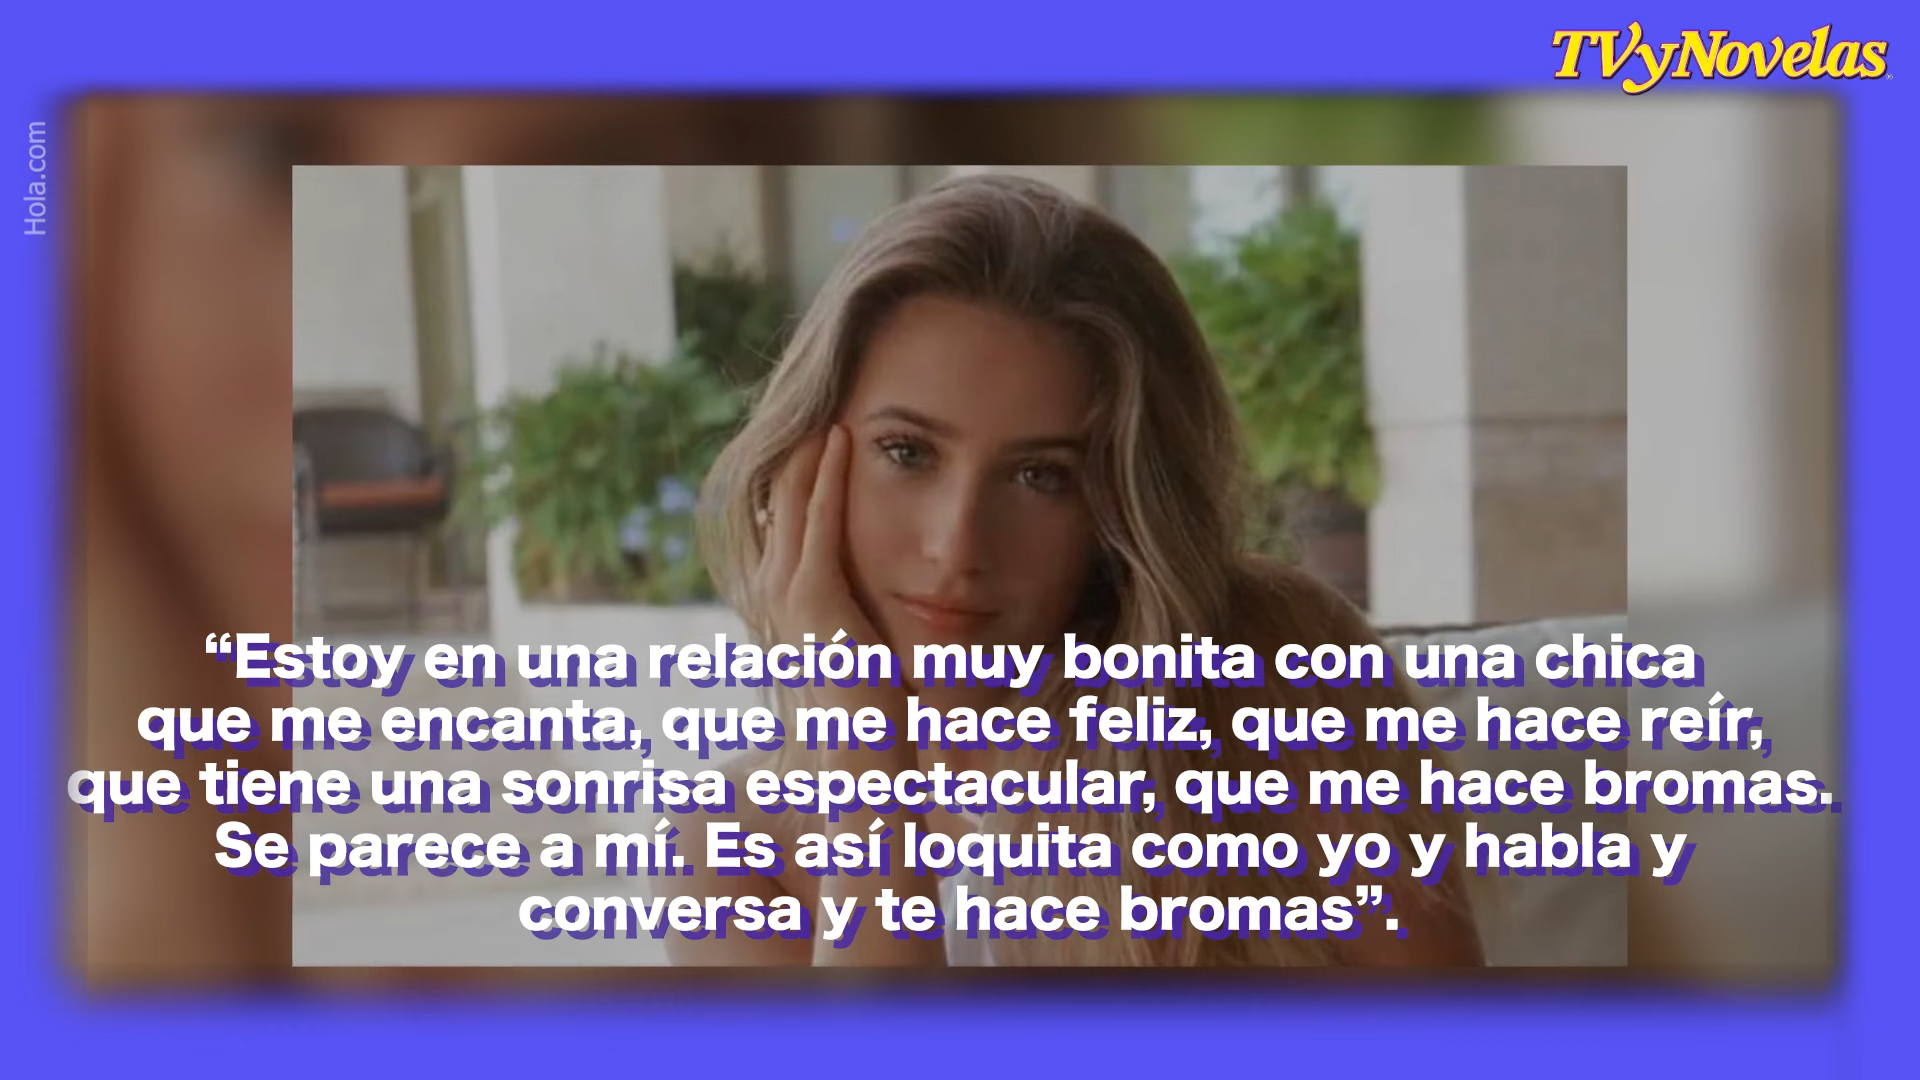 TVyNovelas
Hola.com
“Estoy en una relación muy bonita con una chica
que me encanta, que me hace feliz, que me hace reír,
que tiene una sonrisa espectacular, que me hace bromas.
Se parece a mí. Es así loquita como yo y habla y
conversa y te hace bromas”.